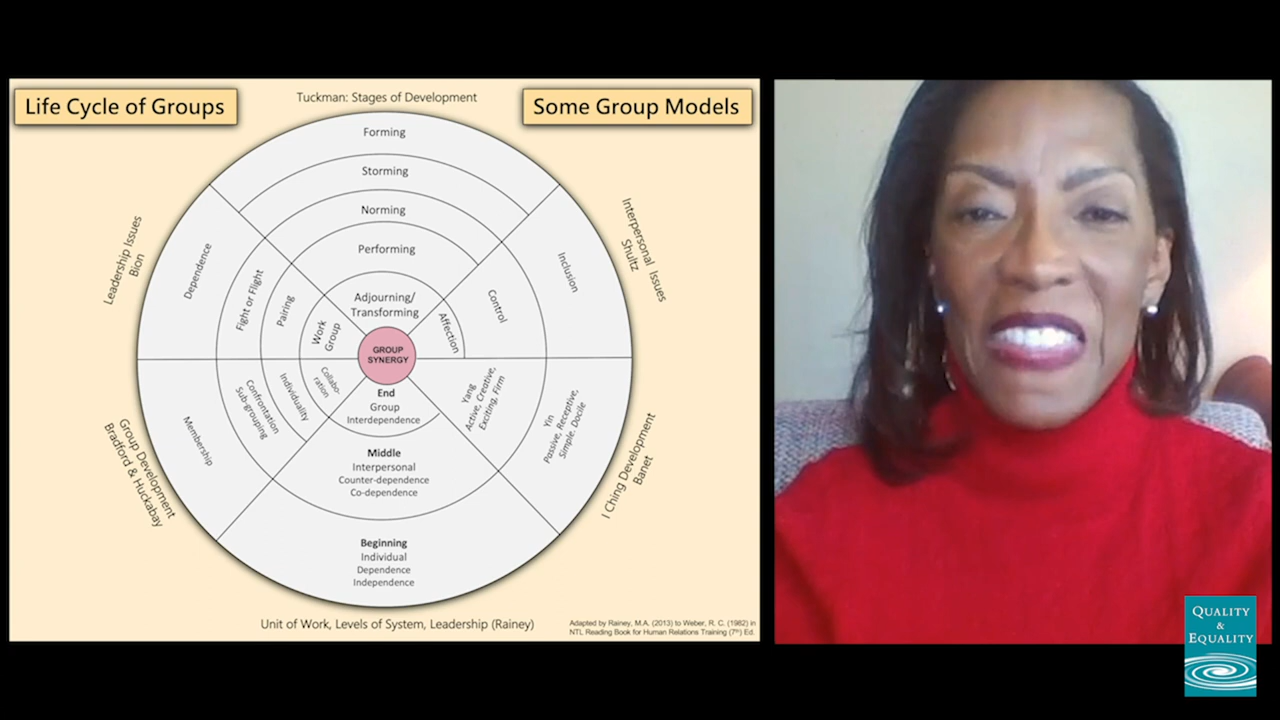 Life Cycle of Groups
Tuckman: Stages of Development
Some Group Models
Forming
Storming
Norming
Performing
Adjourning/
Transforming
Leadership Issues
Bion
Dependence
Fight or Flight
Pairing
Work
Group
Interpersonal Issues
Shultz
Inclusion
Control
Affection
GROUP
SYNERGY
Group Development
Bradford & Huckabay
Membership
Confrontation
Sub-grouping
Individuality
Collabo-
ration
End
Group
Interdependence
Middle
Interpersonal
Counter-dependence
Co-dependence
Beginning
Individual
Dependence
Independence
Yang
Active, Creative,
Exciting, Firm
Yin
Passive, Receptive,
Simple. Docile
I Ching Development
Banet
Unit of Work, Levels of System, Leadership (Rainey)
Adapted by Rainey, M.A. (2013) to Weber, R. C. (1982) in
NTL Reading Book for Human Relations Training (7th) Ed.
QUALITY
&
EQUALITY